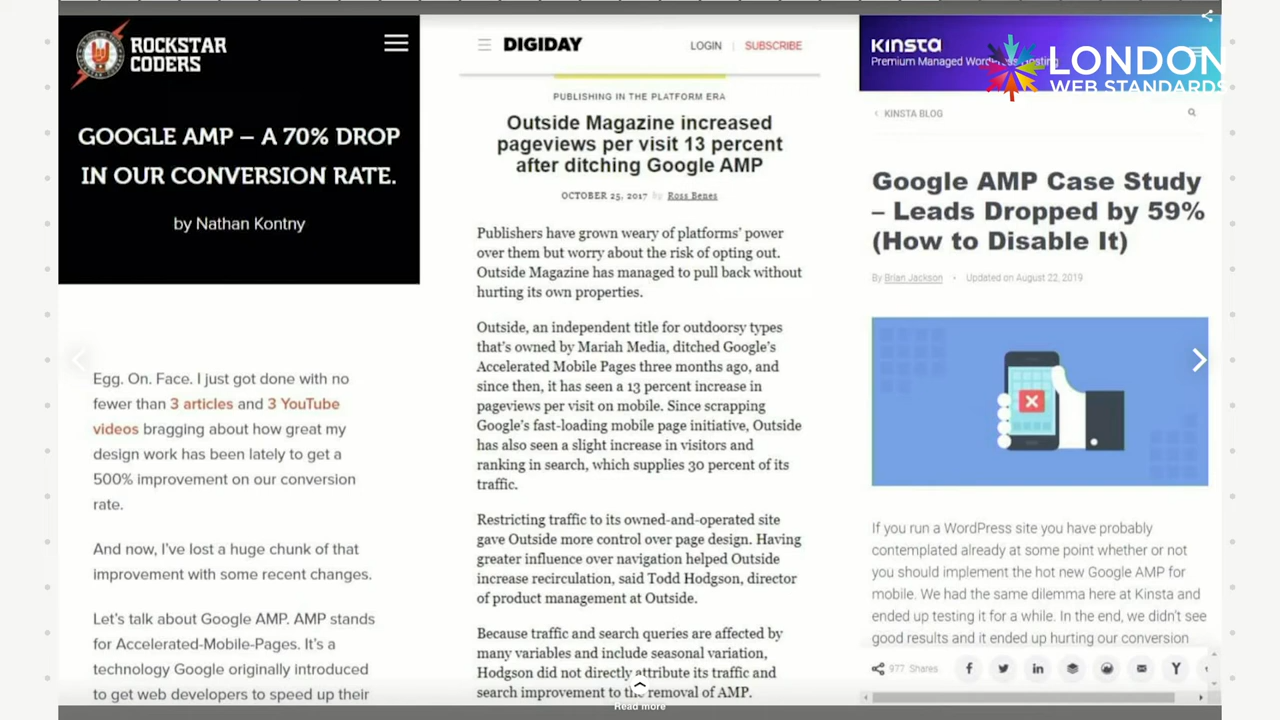 ROCKSTAR
CODERS
GOOGLE AMP – A 70% DROP
IN OUR CONVERSION RATE.
by Nathan Kontny
Egg. On. Face. I just got done with no
fewer than 3 articles and 3 YouTube
videos bragging about how great my
design work has been lately to get a
500% improvement on our conversion
rate.
And now, I've lost a huge chunk of that
improvement with some recent changes.
Let's talk about Google AMP. AMP stands
for Accelerated-Mobile-Pages. It's a
technology Google originally introduced
to get web developers to speed up their
DIGIDAY
LOGIN | SUBSCRIBE
PUBLISHING IN THE PLATFORM ERA
Outside Magazine increased
pageviews per visit 13 percent
after ditching Google AMP
OCTOBER 25, 2017 by Ross Benes
Publishers have grown weary of platforms' power
over them but worry about the risk of opting out.
Outside Magazine has managed to pull back without
hurting its own properties.
Outside, an independent title for outdoorsy types
that's owned by Mariah Media, ditched Google's
Accelerated Mobile Pages three months ago, and
since then, it has seen a 13 percent increase in
pageviews per visit on mobile. Since scrapping
Google's fast-loading mobile page initiative, Outside
has also seen a slight increase in visitors and
ranking in search, which supplies 30 percent of its
traffic.
Restricting traffic to its owned-and-operated site
gave Outside more control over page design. Having
greater influence over navigation helped Outside
increase recirculation, said Todd Hodgson, director
of product management at Outside.
Because traffic and search queries are affected by
many variables and include seasonal variation,
Hodgson did not directly attribute its traffic and
search improvement to the removal of AMP.
Read more
KINSTA
Premium Managed WordPress Hosting
LONDON
WEB STANDARDS
KINSTA BLOG
Google AMP Case Study
– Leads Dropped by 59%
(How to Disable It)
By Brian Jackson • Updated on August 22, 2019
If you run a WordPress site you have probably
contemplated already at some point whether or not
you should implement the hot new Google AMP for
mobile. We had the same dilemma here at Kinsta and
ended up testing it for a while. In the end, we didn't see
good results and it ended up hurting our conversion
977 Shares